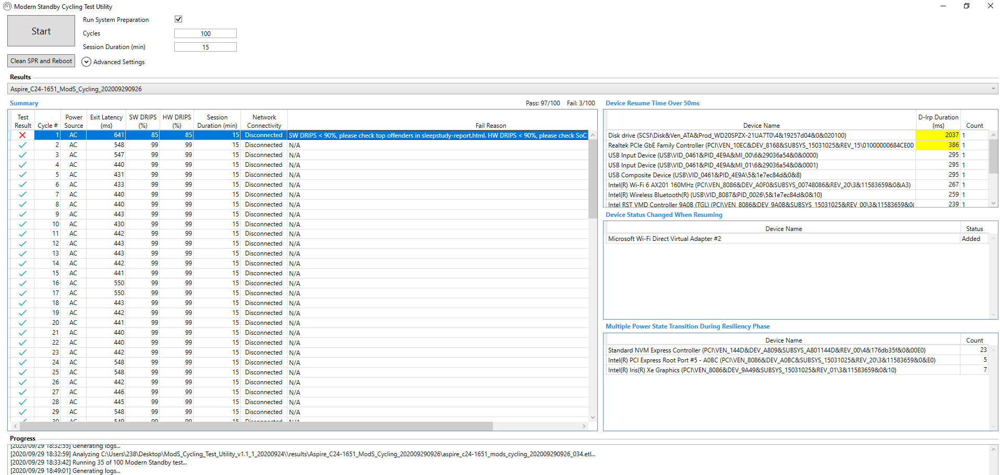 Modern Standby Cycling Test Utility
Start
Run System Preparation
Cycles
100
Session Duration (min)
15
Clean SPR and Reboot
Advanced Settings
Results
Aspire_C24-1651_ModS_Cycling_202009290926
Summary
Pass: 97/100 Fail: 3/100
Test Result Cycle # Power Source Exit Latency (ms) SW DRIPS (%) HW DRIPS (%) Session Duration (min) Network Connectivity Fail Reason
1 AC 641 85 85 15 Disconnected SW DRIPS < 90%, please check top offenders in sleepstudy-report.html. HW DRIPS < 90%, please check SoC
2 AC 548 99 99 15 Disconnected N/A
3 AC 547 99 99 15 Disconnected N/A
4 AC 440 99 99 15 Disconnected N/A
5 AC 431 99 99 15 Disconnected N/A
6 AC 433 99 99 15 Disconnected N/A
7 AC 440 99 99 15 Disconnected N/A
8 AC 440 99 99 15 Disconnected N/A
9 AC 443 99 99 15 Disconnected N/A
10 AC 430 99 99 15 Disconnected N/A
11 AC 442 99 99 15 Disconnected N/A
12 AC 443 99 99 15 Disconnected N/A
13 AC 443 99 99 15 Disconnected N/A
14 AC 442 99 99 15 Disconnected N/A
15 AC 441 99 99 15 Disconnected N/A
16 AC 550 99 99 15 Disconnected N/A
17 AC 550 99 99 15 Disconnected N/A
18 AC 443 99 99 15 Disconnected N/A
19 AC 442 99 99 15 Disconnected N/A
20 AC 441 99 99 15 Disconnected N/A
21 AC 440 99 99 15 Disconnected N/A
22 AC 440 99 99 15 Disconnected N/A
23 AC 442 99 99 15 Disconnected N/A
24 AC 548 99 99 15 Disconnected N/A
25 AC 548 99 99 15 Disconnected N/A
26 AC 442 99 99 15 Disconnected N/A
27 AC 446 99 99 15 Disconnected N/A
28 AC 445 99 99 15 Disconnected N/A
29 AC 548 99 99 15 Disconnected N/A
30 AC 549 99 99 15 Disconnected N/A
Device Resume Time Over 50ms
Device Name D-Irp Duration (ms) Count
Disk drive (SCSI\Disk&Ven_ATA&Prod_WD20SPZX-21UA7T0\4&19257d04&0&020100) 2037 1
Realtek PCIe GbE Family Controller (PCI\VEN_10EC&DEV_8168&SUBSYS_15031025&REV_15\01000000684CE00 386 1
USB Input Device (USB\VID_0461&PID_4E9A&MI_00\6&29036a54&0&0000) 295 1
USB Input Device (USB\VID_0461&PID_4E9A&MI_01\6&29036a54&0&0001) 295 1
USB Composite Device (USB\VID_0461&PID_4E9A\5&1e7ec84d&0&8) 295 1
Intel(R) Wi-Fi 6 AX201 160MHz (PCI\VEN_8086&DEV_A0F0&SUBSYS_00748086&REV_20\3&11583659&0&A3) 267 1
Intel(R) Wireless Bluetooth(R) (USB\VID_8087&PID_0026\5&1e7ec84d&0&10) 259 1
Intel RST VMD Controller 9A0B (TGL) (PCI\VEN_8086&DEV_9A0B&SUBSYS_15031025&REV_00\3&11583659&0& 239 1
Device Status Changed When Resuming
Device Name Status
Microsoft Wi-Fi Direct Virtual Adapter #2 Added
Multiple Power State Transition During Resiliency Phase
Device Name Count
Standard NVM Express Controller (PCI\VEN_144D&DEV_A809&SUBSYS_A801144D&REV_00\4&176db35f&0&00E0) 23
Intel(R) PCI Express Root Port #5 - A0BC (PCI\VEN_8086&DEV_A0BC&SUBSYS_15031025&REV_20\3&11583659&0&E0) 5
Intel(R) Iris(R) Xe Graphics (PCI\VEN_8086&DEV_9A49&SUBSYS_15031025&REV_01\3&11583659&0&10) 7
Progress
[2020/09/29 18:32:55] Generating logs...
[2020/09/29 18:32:59] Analyzing C:\Users\238\Desktop\ModS_Cycling_Test_Utility_v1.1_1_20200924\\results\Aspire_C24-1651_ModS_Cycling_202009290926\aspire_c24-1651_mods_cycling_202009290926_034.etl...
[2020/09/29 18:33:42] Running 35 of 100 Modern Standby test...
[2020/09/29 18:49:01] Generating logs...